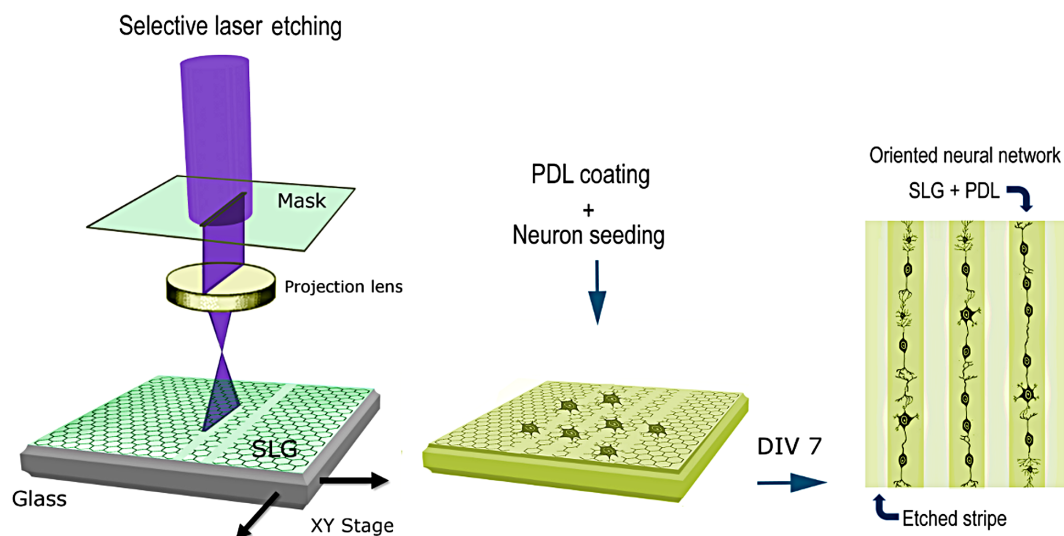 Selective laser etching
Mask
Projection lens
SLG
Glass
XY Stage
PDL coating
+
Neuron seeding
DIV 7
Oriented neural network
SLG + PDL
Etched stripe